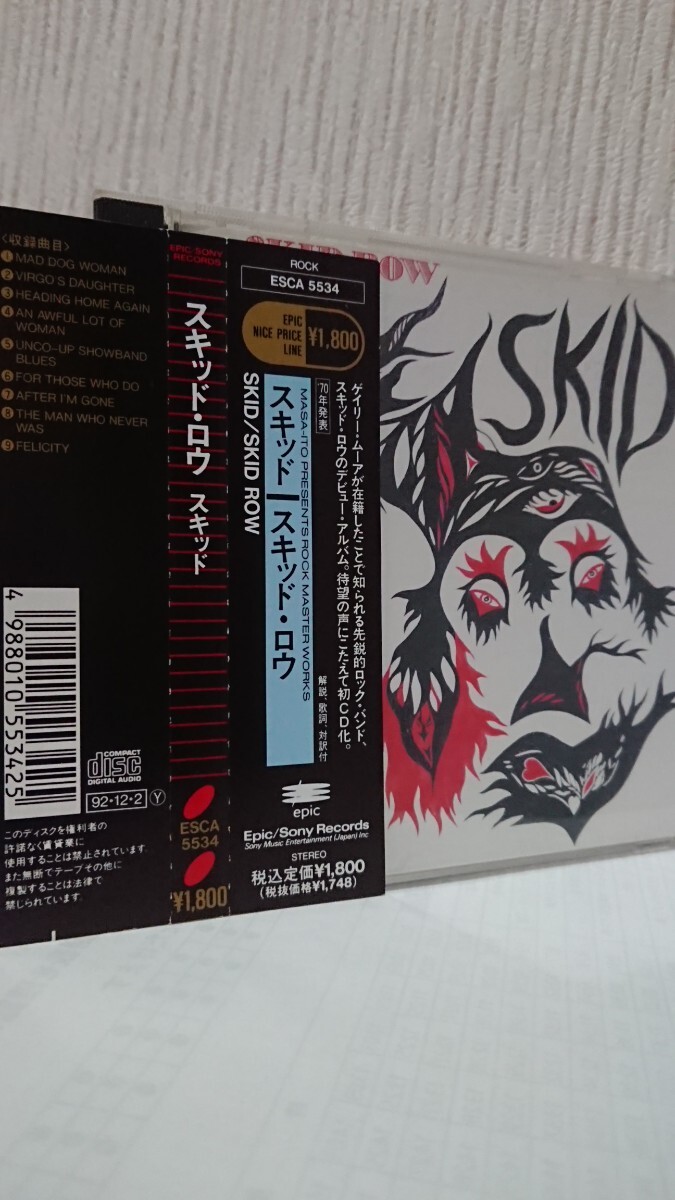 <収録曲目>
1 MAD DOG WOMAN
2 VIRGO'S DAUGHTER
3 HEADING HOME AGAIN
4 AN AWFUL LOT OF
WOMAN
5 UNCO-UP SHOWBAND
BLUES
6 FOR THOSE WHO DO
7 AFTER I'M GONE
8 THE MAN WHO NEVER
WAS
9 FELICITY
4 988010 553425
COMPACT
disc
DIGITAL AUDIO
92・12・2 Y
このディスクを権利者の
許諾なく賃貸業に
使用することは禁止されています。
また無断でテープその他に
複製することは法律で
禁じられています。
EPIC/SONY
RECORDS
スキッド・ロウ スキッド
ESCA
5534
¥1,800
ROCK
ESCA 5534
EPIC
NICE PRICE
LINE
¥1,800
ゲイリー・ムーアが在籍したことで知られる先鋭的ロック・バンド、
スキッド・ロウのデビュー・アルバム。待望の声にこたえて初CD化。
'70年発表
解説、歌詞、対訳付
MASA-ITO PRESENTS ROCK MASTER WORKS
スキッド/スキッド・ロウ
SKID/SKID ROW
epic
Epic/Sony Records
Sony Music Entertainment (Japan) Inc
STEREO
税込定価¥1,800
(税抜価格¥1,748)
SKID ROW
SKID